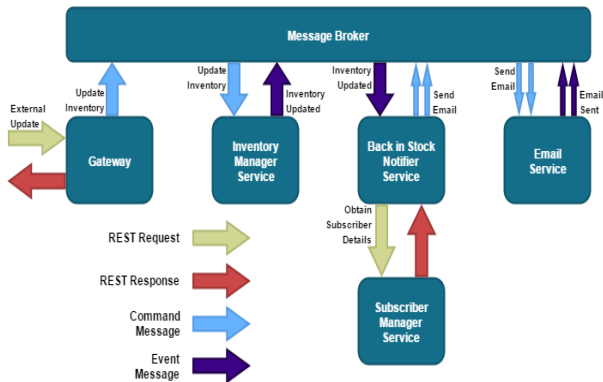 Message Broker
Update
Inventory
Update
Inventory
Inventory
Updated
Inventory
Updated
Send
Email
Send
Email
Email
Sent
External
Update
Gateway
Inventory
Manager
Service
Back in Stock
Notifier
Service
Email
Service
Obtain
Subscriber
Details
REST Request
REST Response
Command
Message
Event
Message
Subscriber
Manager
Service